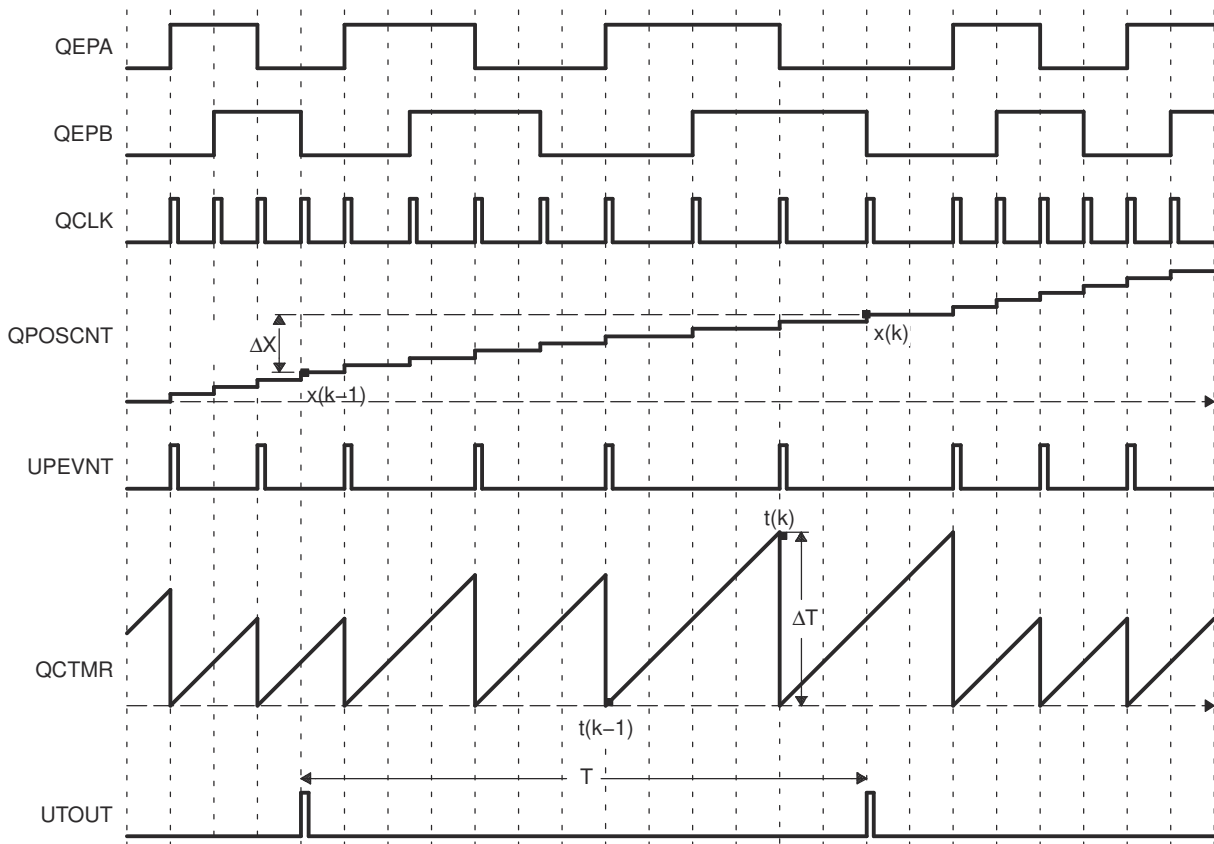 QEPA
QEPB
QCLK
QPOSCNT
ΔX
x(k)
x(k−1)
UPEVNT
t(k)
ΔT
QCTMR
t(k−1)
T
UTOUT